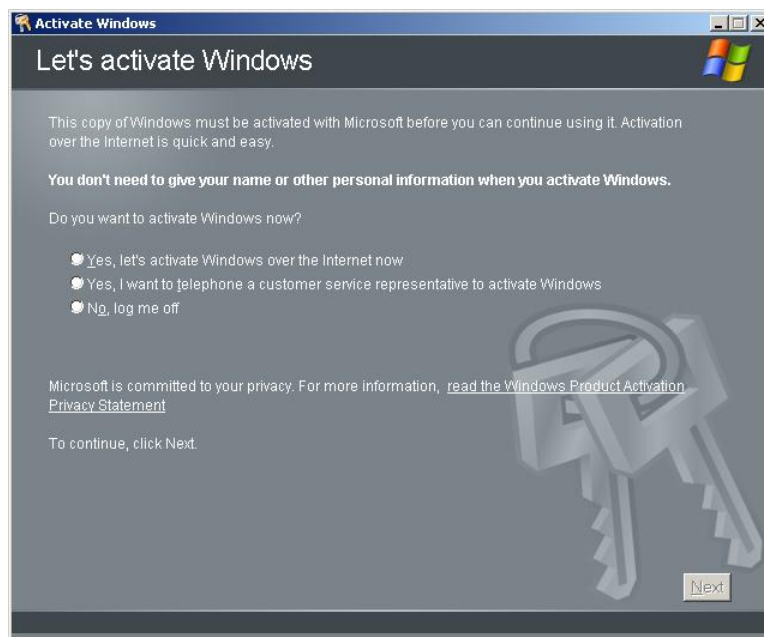 Activate Windows
Let's activate Windows
This copy of Windows must be activated with Microsoft before you can continue using it. Activation
over the Internet is quick and easy.
You don't need to give your name or other personal information when you activate Windows.
Do you want to activate Windows now?
Yes, let's activate Windows over the Internet now
Yes, I want to telephone a customer service representative to activate Windows
No, log me off
Microsoft is committed to your privacy. For more information, read the Windows Product Activation
Privacy Statement
To continue, click Next.
Next